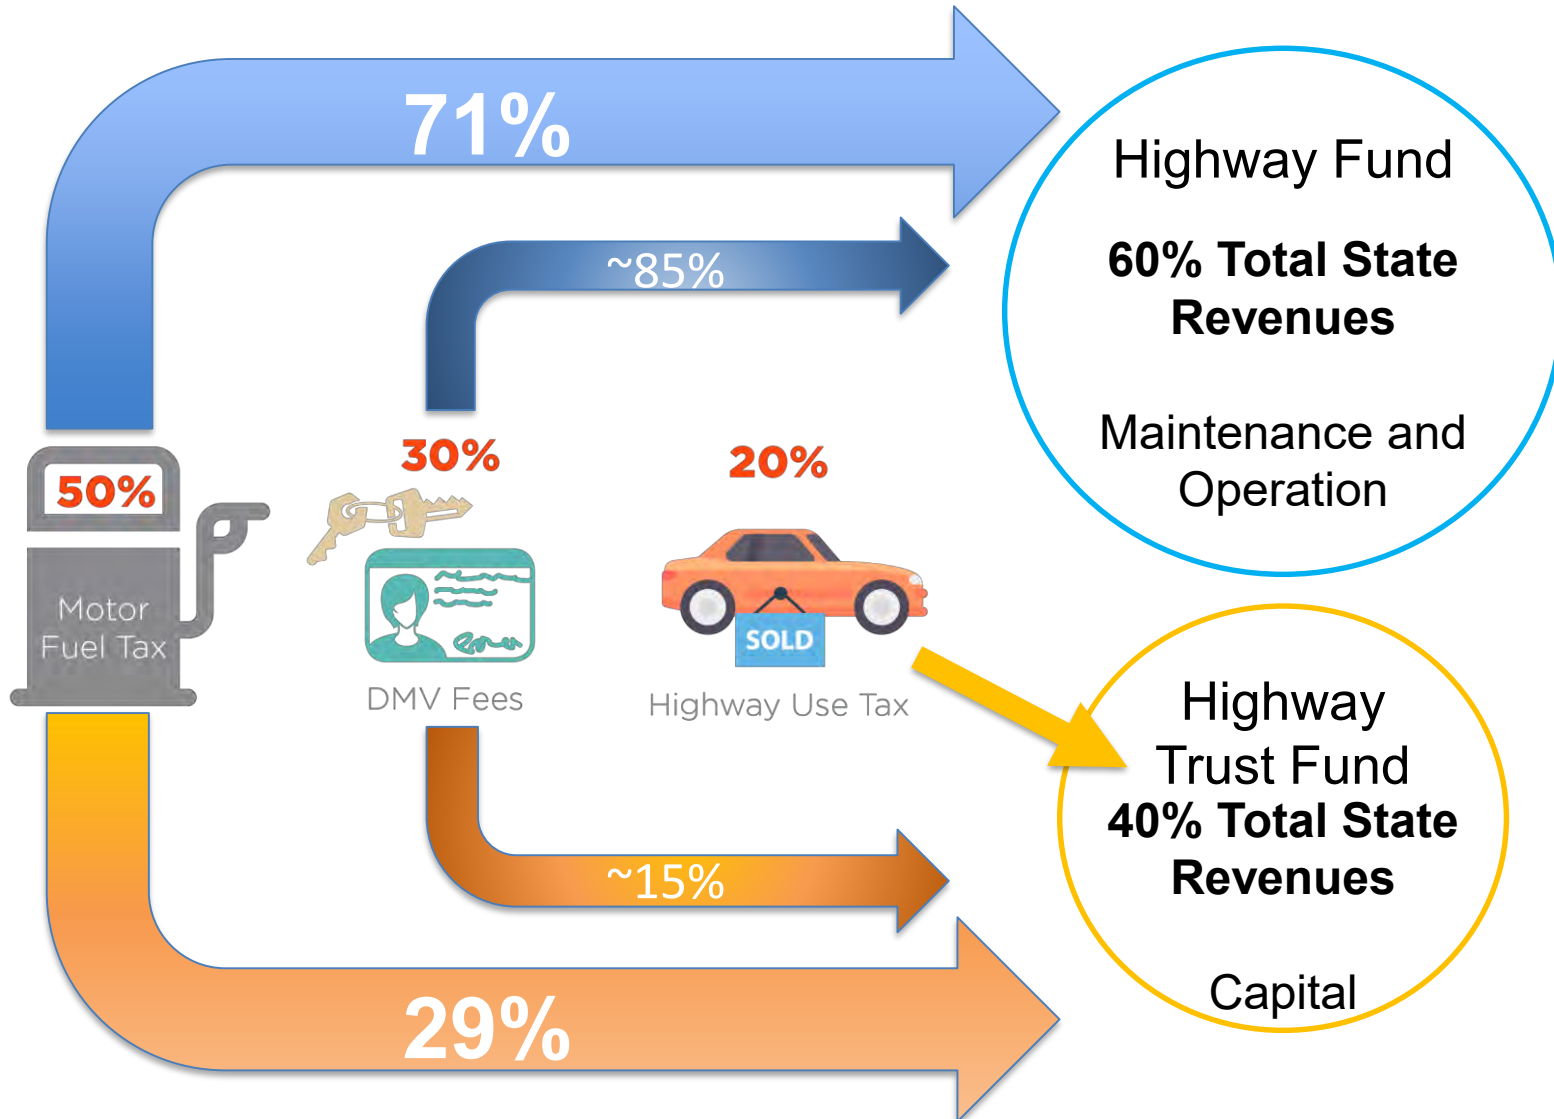 71%
Highway Fund
60% Total State
Revenues
Maintenance and
Operation
~85%
50%
Motor
Fuel Tax
30%
DMV Fees
20%
SOLD
Highway Use Tax
Highway
Trust Fund
40% Total State
Revenues
Capital
~15%
29%